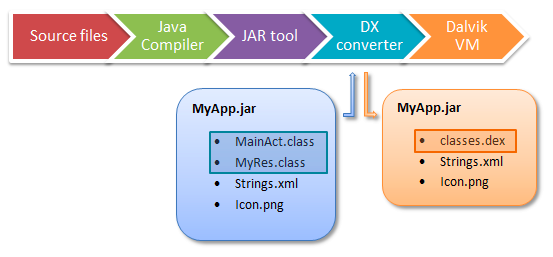 Source files
Java
Compiler
JAR tool
DX
converter
Dalvik
VM
MyApp.jar
• MainAct.class
• MyRes.class
• Strings.xml
• Icon.png
MyApp.jar
• classes.dex
• Strings.xml
• Icon.png